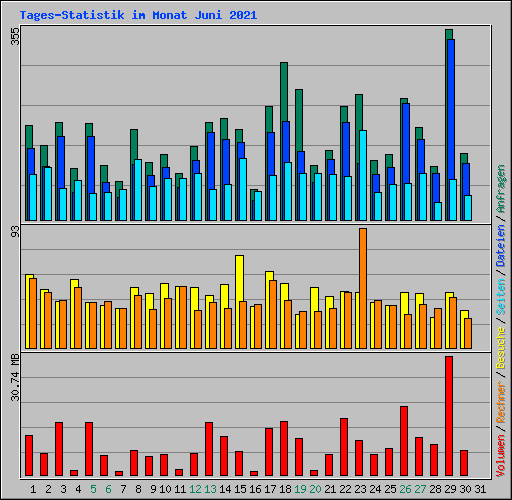 Tages-Statistik im Monat Juni 2021
355
93
30.74 MB
Volumen / Rechner / Besuche / Seiten / Dateien / Anfragen
1 2 3 4 5 6 7 8 9 10 11 12 13 14 15 16 17 18 19 20 21 22 23 24 25 26 27 28 29 30 31